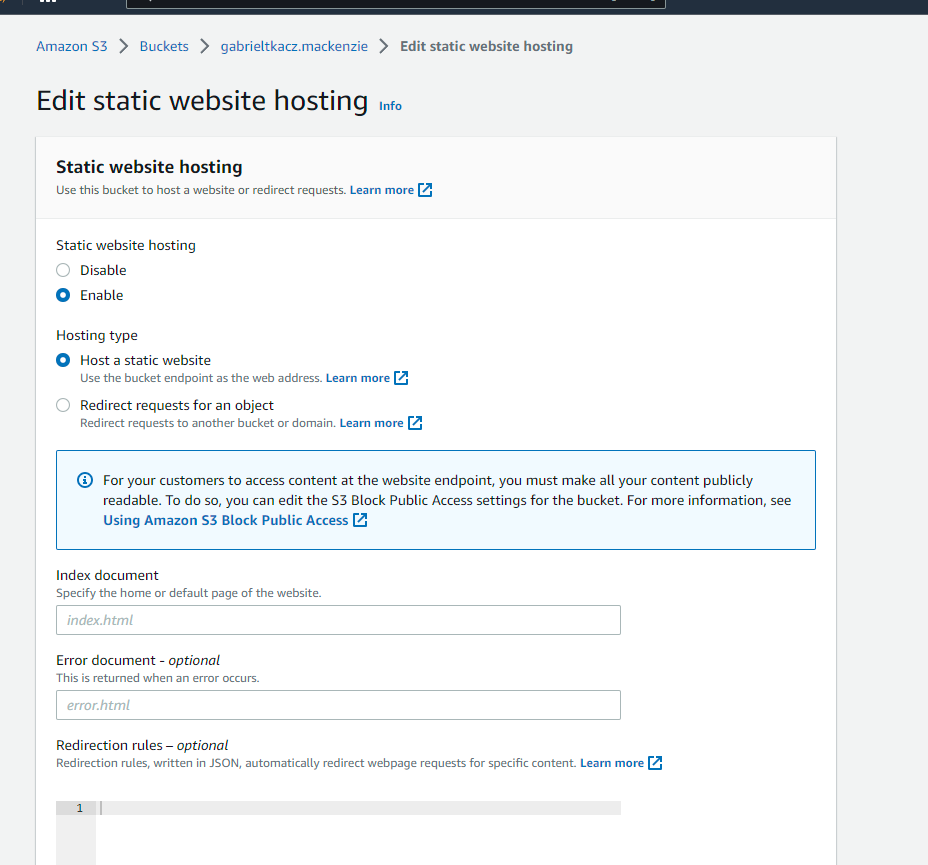 Amazon S3 > Buckets > gabrieltkacz.mackenzie > Edit static website hosting
Edit static website hosting Info
Static website hosting
Use this bucket to host a website or redirect requests. Learn more
Static website hosting
Disable
Enable
Hosting type
Host a static website
Use the bucket endpoint as the web address. Learn more
Redirect requests for an object
Redirect requests to another bucket or domain. Learn more
For your customers to access content at the website endpoint, you must make all your content publicly
readable. To do so, you can edit the S3 Block Public Access settings for the bucket. For more information, see
Using Amazon S3 Block Public Access
Index document
Specify the home or default page of the website.
index.html
Error document - optional
This is returned when an error occurs.
error.html
Redirection rules – optional
Redirection rules, written in JSON, automatically redirect webpage requests for specific content. Learn more
1